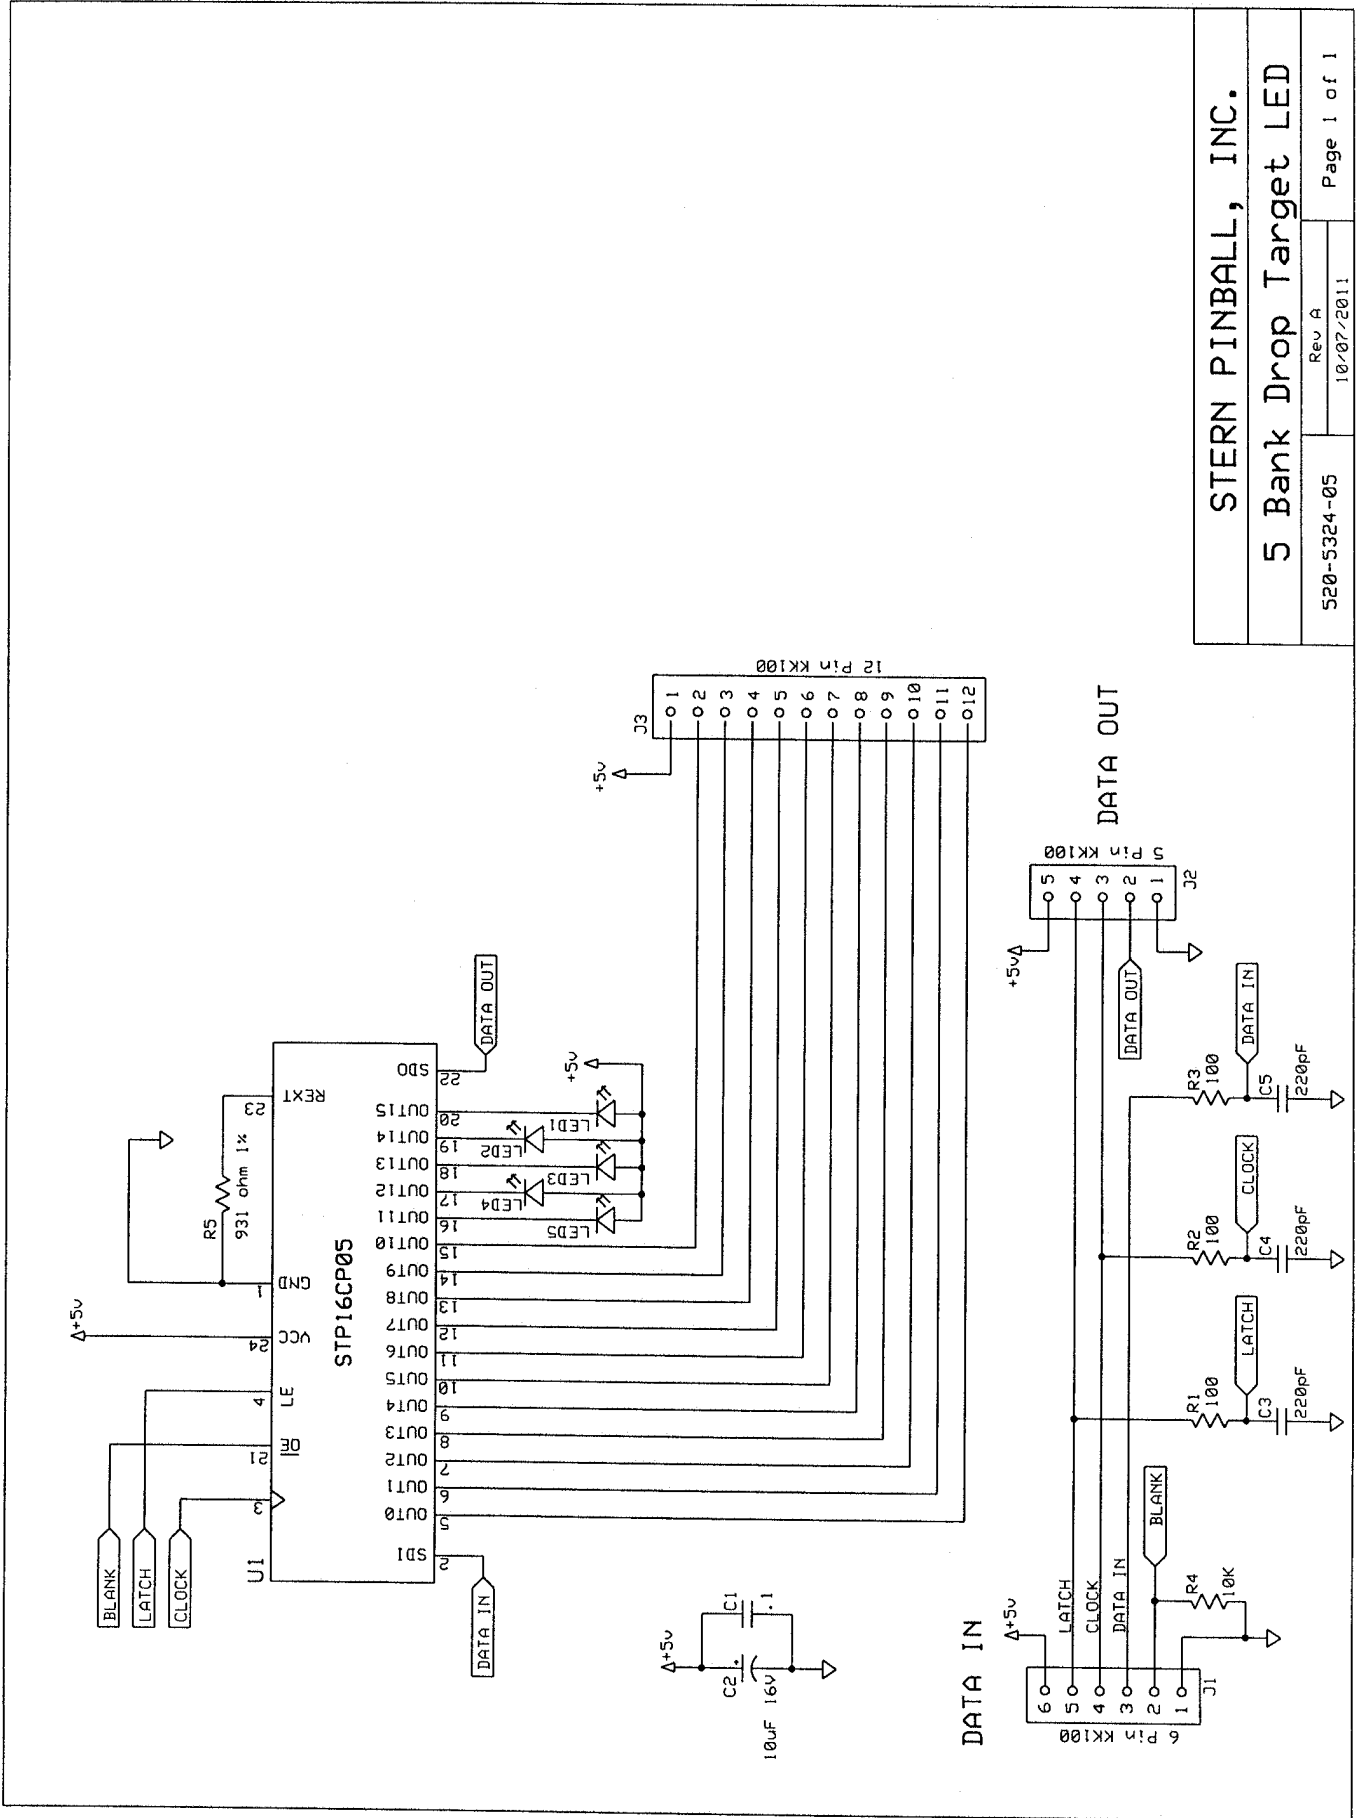 BLANK
LATCH
CLOCK
+5v
U1
STP16CP05
3
21
OE
4
LE
24
VCC
1
GND
23
REXT
R5
931 ohm 1%
2
SDI
5
OUT0
6
OUT1
7
OUT2
8
OUT3
9
OUT4
10
OUT5
11
OUT6
12
OUT7
13
OUT8
14
OUT9
15
OUT10
16
OUT11
17
OUT12
18
OUT13
19
OUT14
20
OUT15
22
SDO
DATA IN
DATA OUT
LED5
LED4
LED3
LED2
LED1
+5v
+5v
C2
+
10uF 16V
C1
.1
+5v
J3
1
2
3
4
5
6
7
8
9
10
11
12
12 Pin KK100
DATA IN
+5v
6
5
4
3
2
1
J1
6 Pin KK100
LATCH
CLOCK
DATA IN
BLANK
R4
10K
R1
100
LATCH
C3
220pF
R2
100
CLOCK
C4
220pF
R3
100
DATA IN
C5
220pF
+5v
DATA OUT
5
4
3
2
1
J2
5 Pin KK100
DATA OUT
STERN PINBALL, INC.
5 Bank Drop Target LED
520-5324-05
Rev A
10/07/2011
Page 1 of 1